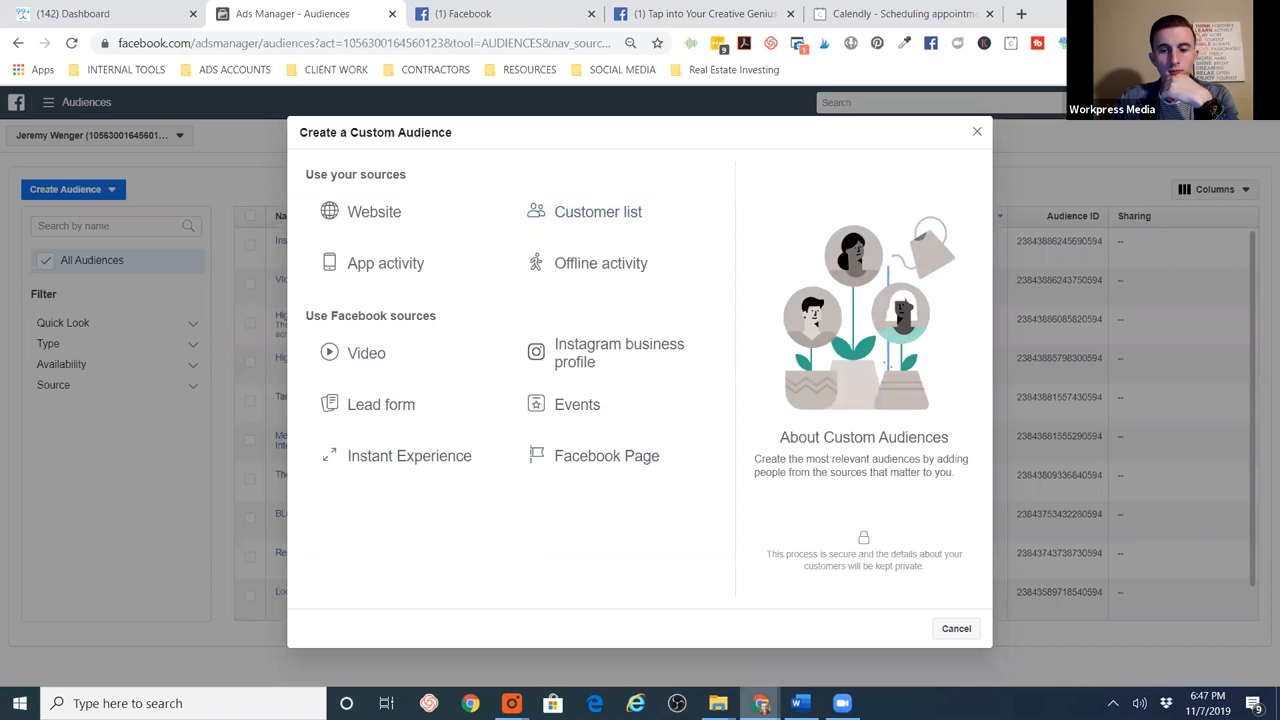 (142) Dashboard
Ads Manager - Audiences
(1) Facebook
(1) Tap into Your Creative Genius
Calendly - Scheduling appointm
facebook.com/adsmanager/audiences?act=10563001645601239&tool=AUDIENCES&nav_sourc...
9
1
Apps
INTERNAL TOOLS
ADS ACCOUNTS
CLIENT WORK
CONTRACTORS
RESOURCES
SOCIAL MEDIA
Real Estate Investing
THINK POSITIVELY
Workpress Media
Audiences
Search
Jeremy Wenger (10563001645601...
Create a Custom Audience
Create Audience
Columns
Search by name
All Audiences
Filter
Quick Look
Type
Availability
Source
Audience ID
Sharing
23843886245690594
--
23843886243750594
--
23843886085820594
--
23843885798300594
--
23843881557430594
--
23843881555290594
--
23843809336840594
--
23843753432280594
--
23843743738730594
--
23843589718540594
--
Use your sources
Website
Customer list
App activity
Offline activity
Use Facebook sources
Video
Instagram business
profile
Lead form
Events
Instant Experience
Facebook Page
About Custom Audiences
Create the most relevant audiences by adding
people from the sources that matter to you.
This process is secure and the details about your
customers will be kept private.
Cancel
Type here to search
6:47 PM
11/7/2019
9